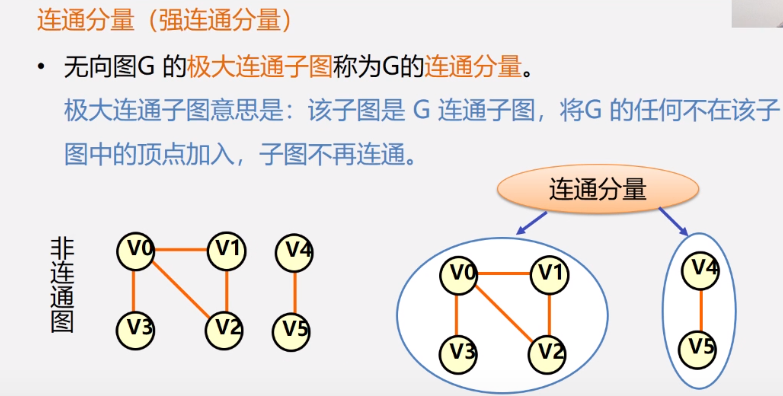 连通分量（强连通分量）
• 无向图G 的极大连通子图称为G的连通分量。
极大连通子图意思是：该子图是 G 连通子图，将G 的任何不在该子
图中的顶点加入，子图不再连通。
连通分量
非连通图
V0 V1 V4
V3 V2 V5
V0 V1 V4
V3 V2 V5